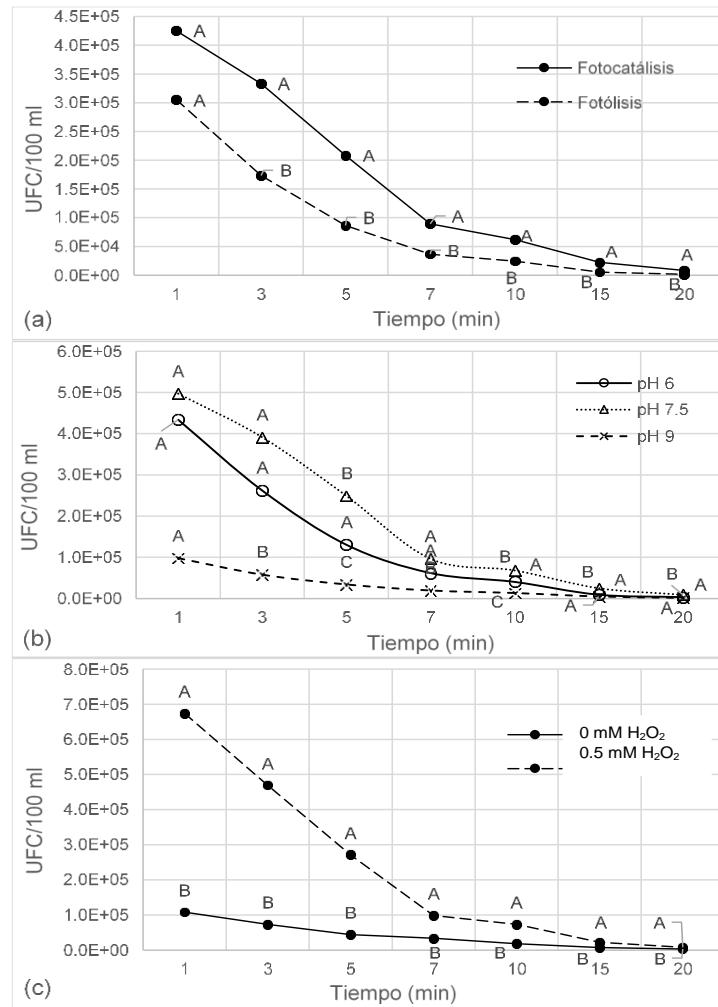 4.5E+05
4.0E+05
3.5E+05
3.0E+05
2.5E+05
2.0E+05
1.5E+05
1.0E+05
5.0E+04
0.0E+00
UFC/100 ml
A
A
A
A
A
A
A
A
B
B
B
B
B
B
Fotocatálisis
Fotólisis
1 3 5 7 10 15 20
Tiempo (min)
(a)
6.0E+05
5.0E+05
4.0E+05
3.0E+05
2.0E+05
1.0E+05
0.0E+00
UFC/100 ml
A
A
B
A
A
A
A
A
B
A
B
A
B
A
A
B
C
B
C
A
A
pH 6
pH 7.5
pH 9
1 3 5 7 10 15 20
Tiempo (min)
(b)
8.0E+05
7.0E+05
6.0E+05
5.0E+05
4.0E+05
3.0E+05
2.0E+05
1.0E+05
0.0E+00
UFC/100 ml
A
A
A
A
A
A
A
B
B
B
B
B
B
B
0 mM H₂O₂
0.5 mM H₂O₂
1 3 5 7 10 15 20
Tiempo (min)
(c)